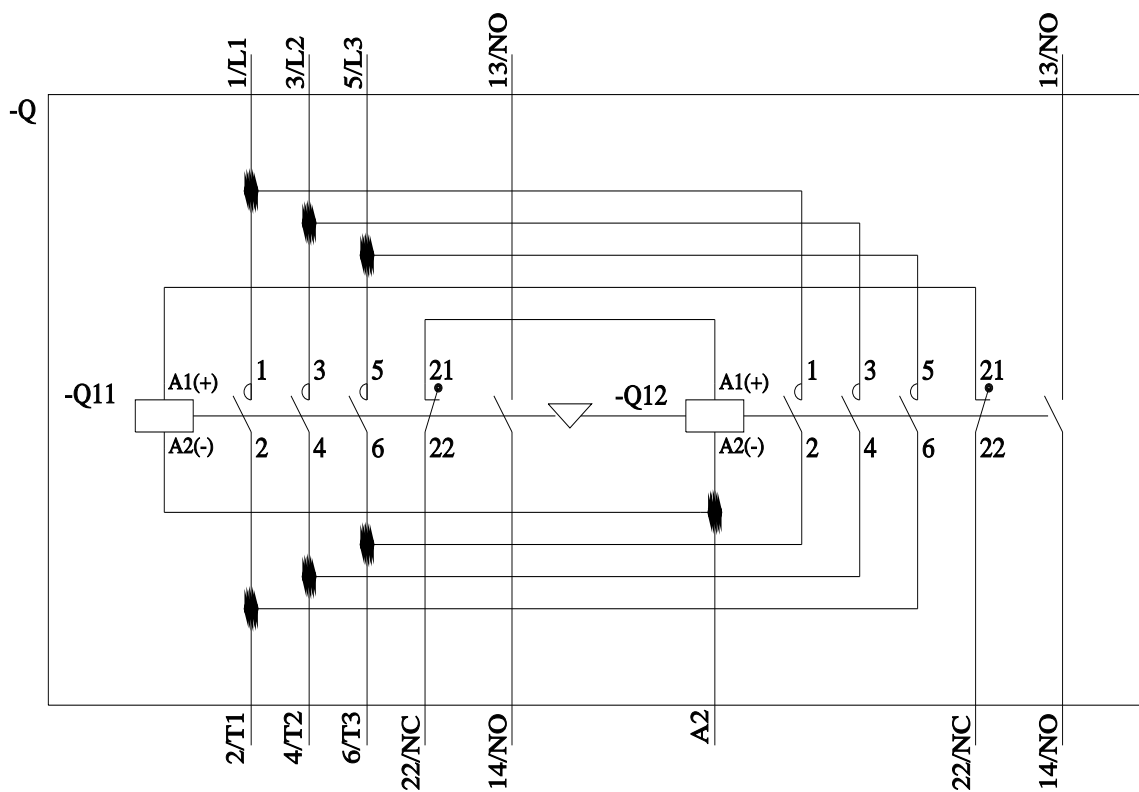 1/L1
3/L2
5/L3
13/NO
13/NO
-Q
1
3
5
21
1
3
5
21
A1(+)
A1(+)
-Q11
-Q12
A2(-)
2
4
6
22
A2(-)
2
4
6
22
2/T1
4/T2
6/T3
22/NC
14/NO
A2
22/NC
14/NO